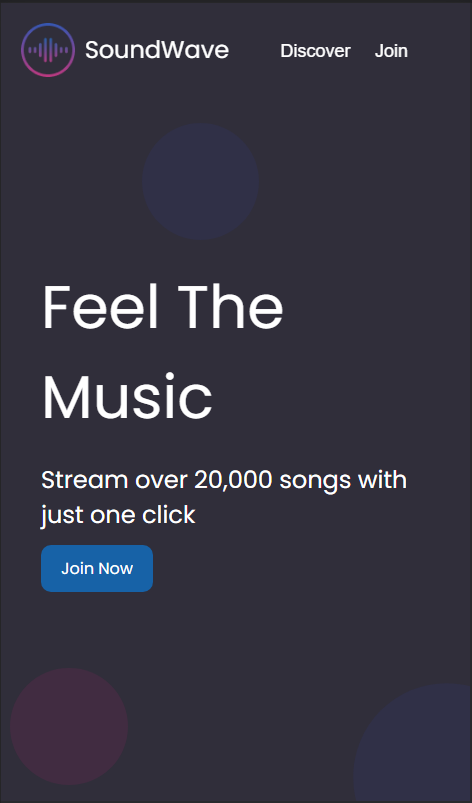 SoundWave Discover Join
Feel The
Music
Stream over 20,000 songs with
just one click
Join Now